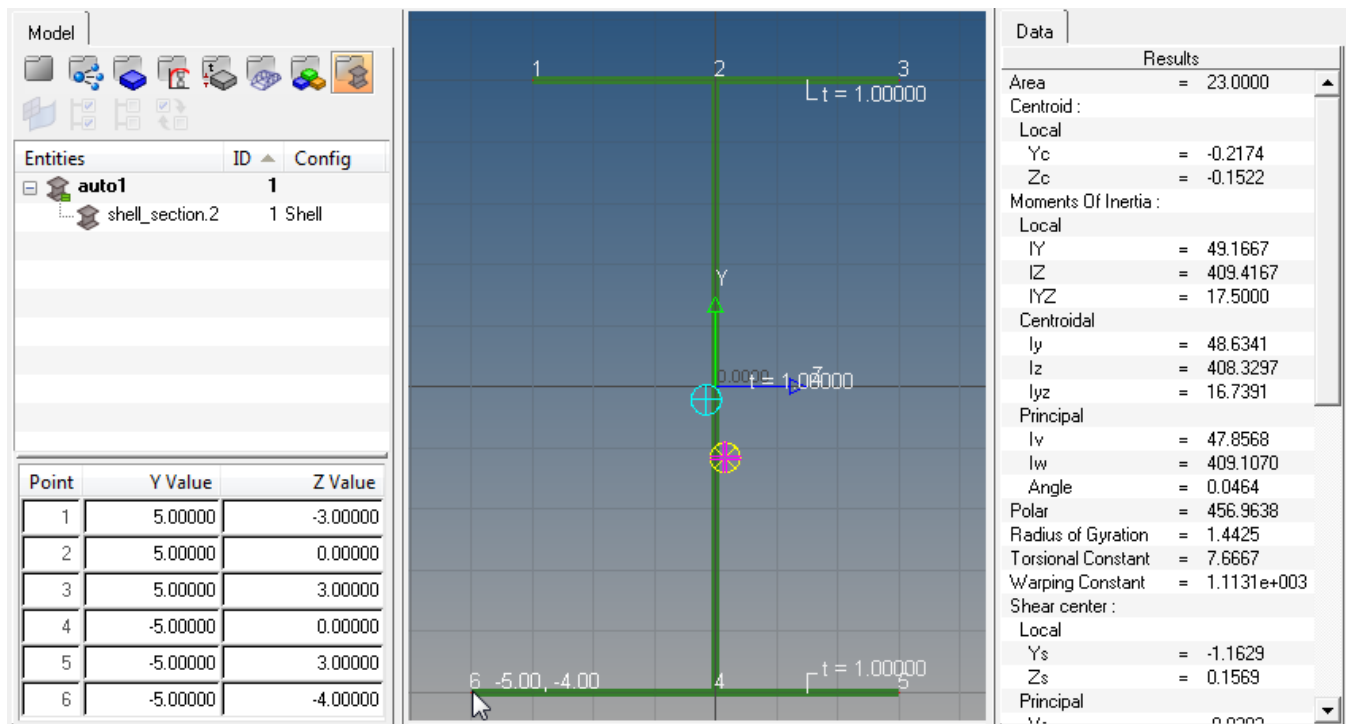 Model
Entities ID Config
auto1 1
shell_section.2 1 Shell
Point Y Value Z Value
1 5.00000 -3.00000
2 5.00000 0.00000
3 5.00000 3.00000
4 -5.00000 0.00000
5 -5.00000 3.00000
6 -5.00000 -4.00000
1 2 3
t = 1.00000
Y
0.0000
t = 1.00000
t = 1.00000
6 -5.00, -4.00 4 5
Data
Results
Area = 23.0000
Centroid :
Local
Yc = -0.2174
Zc = -0.1522
Moments Of Inertia :
Local
IY = 49.1667
IZ = 409.4167
IYZ = 17.5000
Centroidal
Iy = 48.6341
Iz = 408.3297
Iyz = 16.7391
Principal
Iv = 47.8568
Iw = 409.1070
Angle = 0.0464
Polar = 456.9638
Radius of Gyration = 1.4425
Torsional Constant = 7.6667
Warping Constant = 1.1131e+003
Shear center :
Local
Ys = -1.1629
Zs = 0.1569
Principal